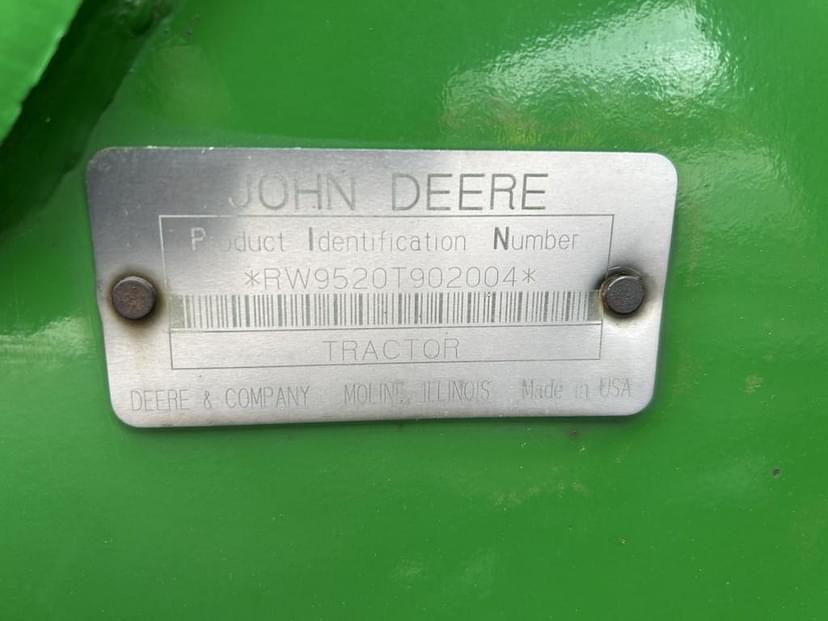 JOHN DEERE
Product Identification Number
*RW9520T902004*
TRACTOR
DEERE & COMPANY MOLINE, ILLINOIS Made in USA